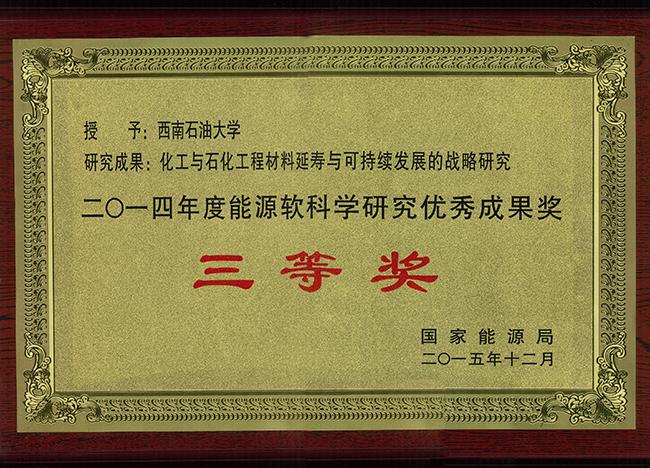 授 予：西南石油大学
研究成果：化工与石化工程材料延寿与可持续发展的战略研究
二〇一四年度能源软科学研究优秀成果奖
三等奖
国家能源局
二〇一五年十二月